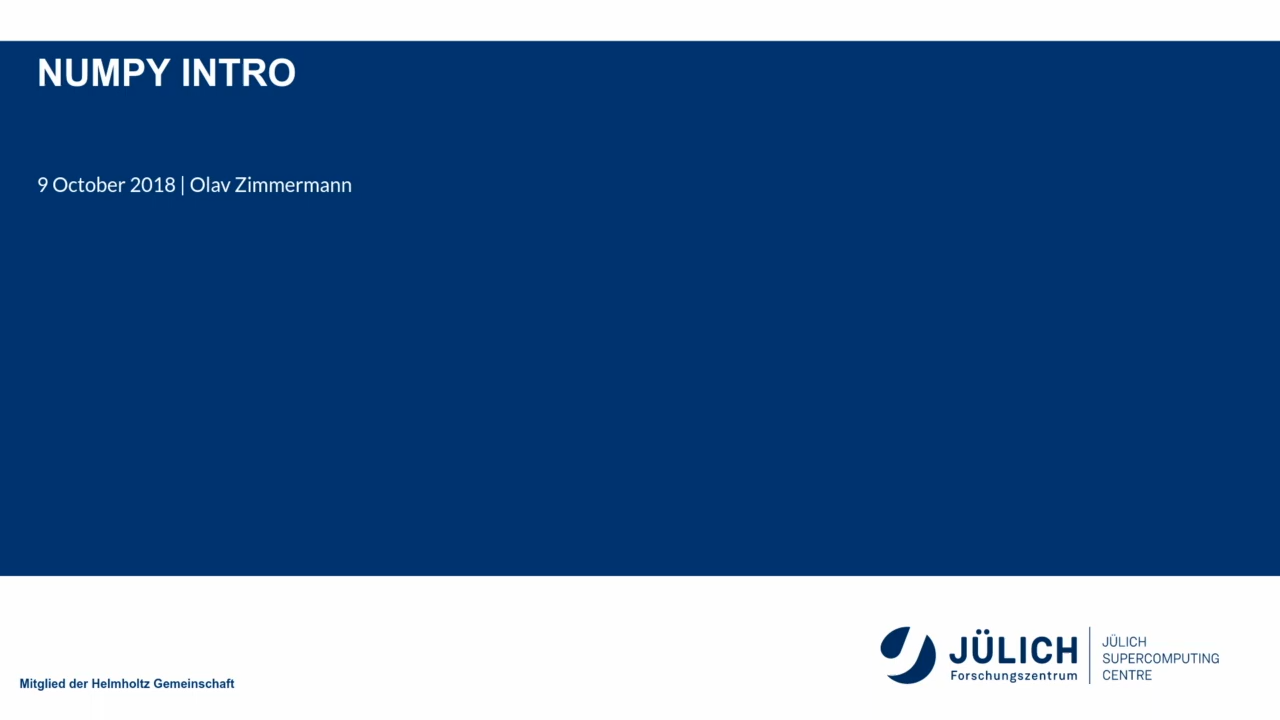 NUMPY INTRO
9 October 2018 | Olav Zimmermann
JÜLICH
Forschungszentrum
JÜLICH
SUPERCOMPUTING
CENTRE
Mitglied der Helmholtz Gemeinschaft